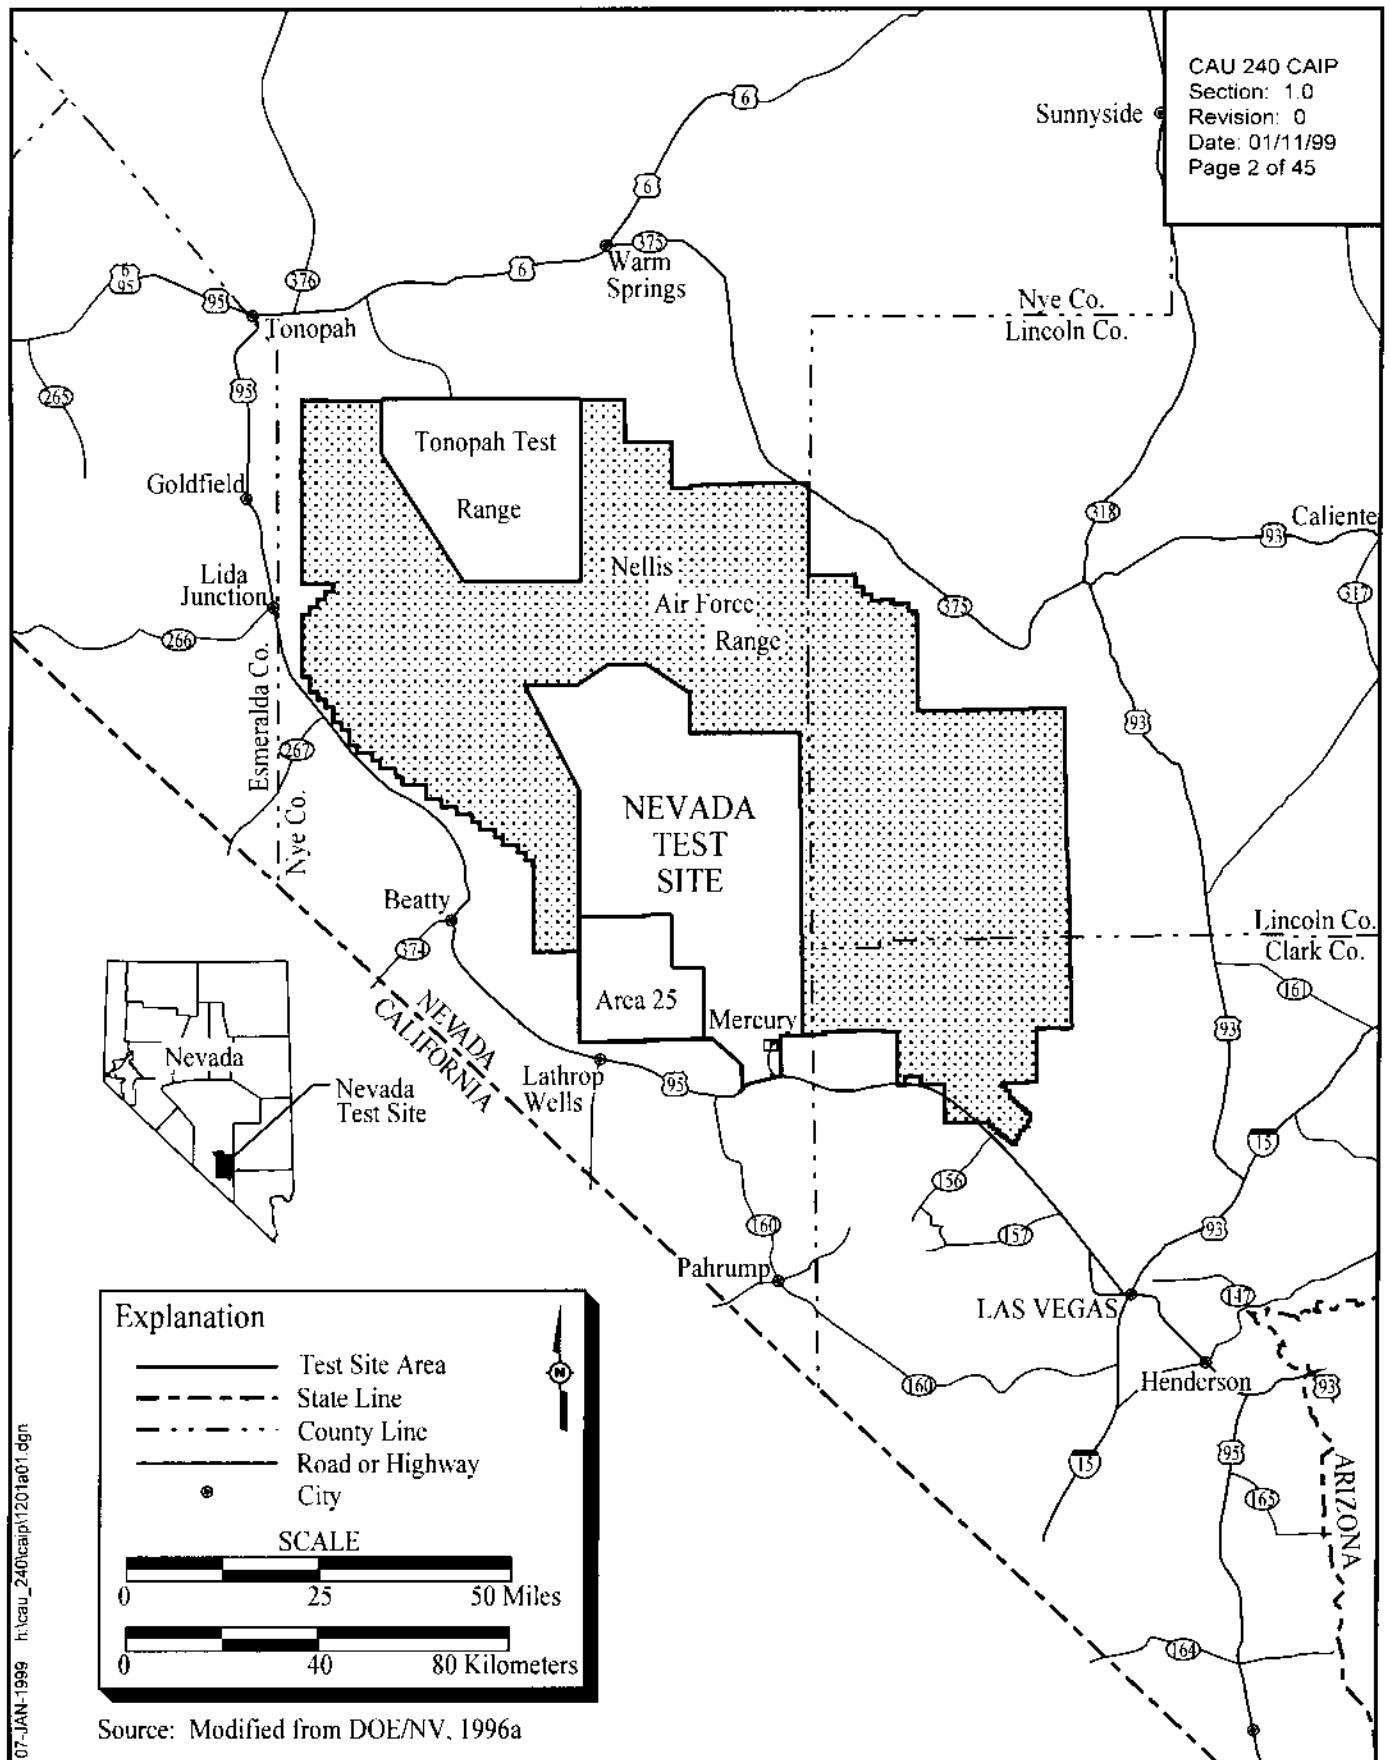 CAU 240 CAIP
Section: 1.0
Revision: 0
Date: 01/11/99
Page 2 of 45
6
Sunnyside
6
375
Warm
Springs
6
376
6
95
95
Tonopah
Nye Co.
Lincoln Co.
95
265
Tonopah Test
Range
Goldfield
318
Caliente
93
Nellis
Air Force
Range
375
317
Lida
Junction
266
Esmeralda Co.
Nye Co.
267
93
NEVADA
TEST
SITE
Beatty
374
Lincoln Co.
Clark Co.
161
93
Area 25
Mercury
NEVADA
CALIFORNIA
Nevada
Nevada
Test Site
Lathrop
Wells
95
15
156
157
93
160
Pahrump
LAS VEGAS
147
160
Henderson
93
95
15
165
ARIZONA
164
Explanation
N
Test Site Area
State Line
County Line
Road or Highway
City
SCALE
0 25 50 Miles
0 40 80 Kilometers
Source: Modified from DOE/NV, 1996a
07-JAN-1999 h:\cau_240\caip\1201a01.dgn